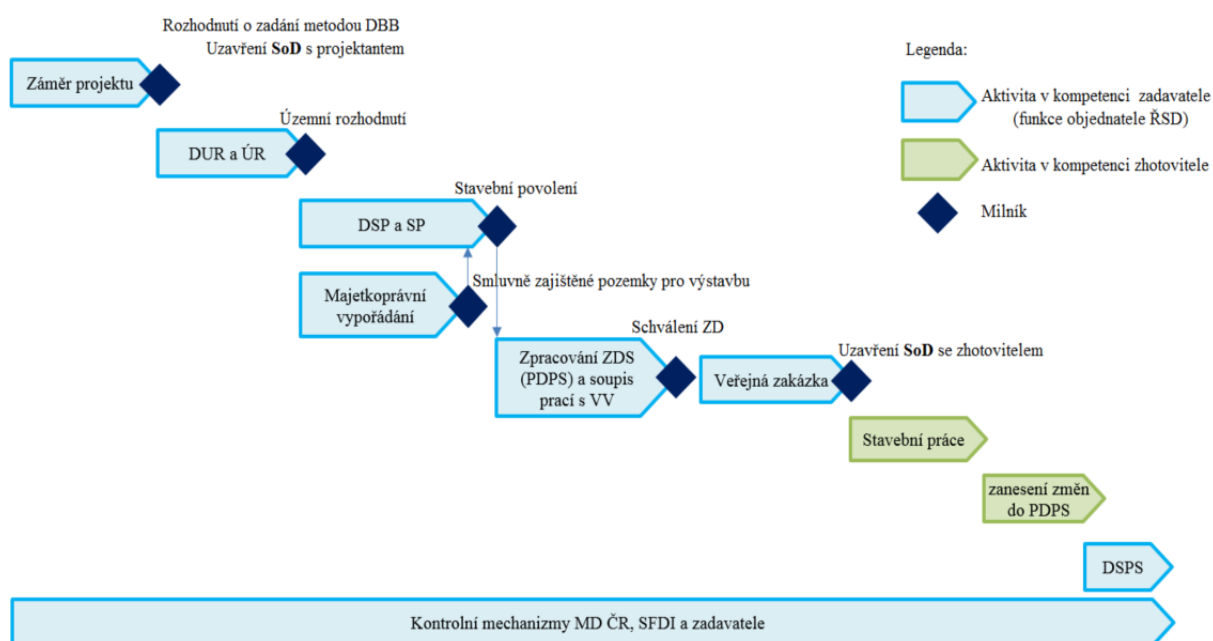 Rozhodnutí o zadání metodou DBB
Uzavření SoD s projektantem
Legenda:
Záměr projektu
Aktivita v kompetenci zadavatele
(funkce objednatele ŘSD)
Územní rozhodnutí
DUR a ÚR
Aktivita v kompetenci zhotovitele
Stavební povolení
Milník
DSP a SP
Smluvně zajištěné pozemky pro výstavbu
Majetkoprávní
vypořádání
Schválení ZD
Uzavření SoD se zhotovitelem
Zpracování ZDS
(PDPS) a soupis
prací s VV
Veřejná zakázka
Stavební práce
zanesení změn
do PDPS
DSPS
Kontrolní mechanizmy MD ČR, SFDI a zadavatele